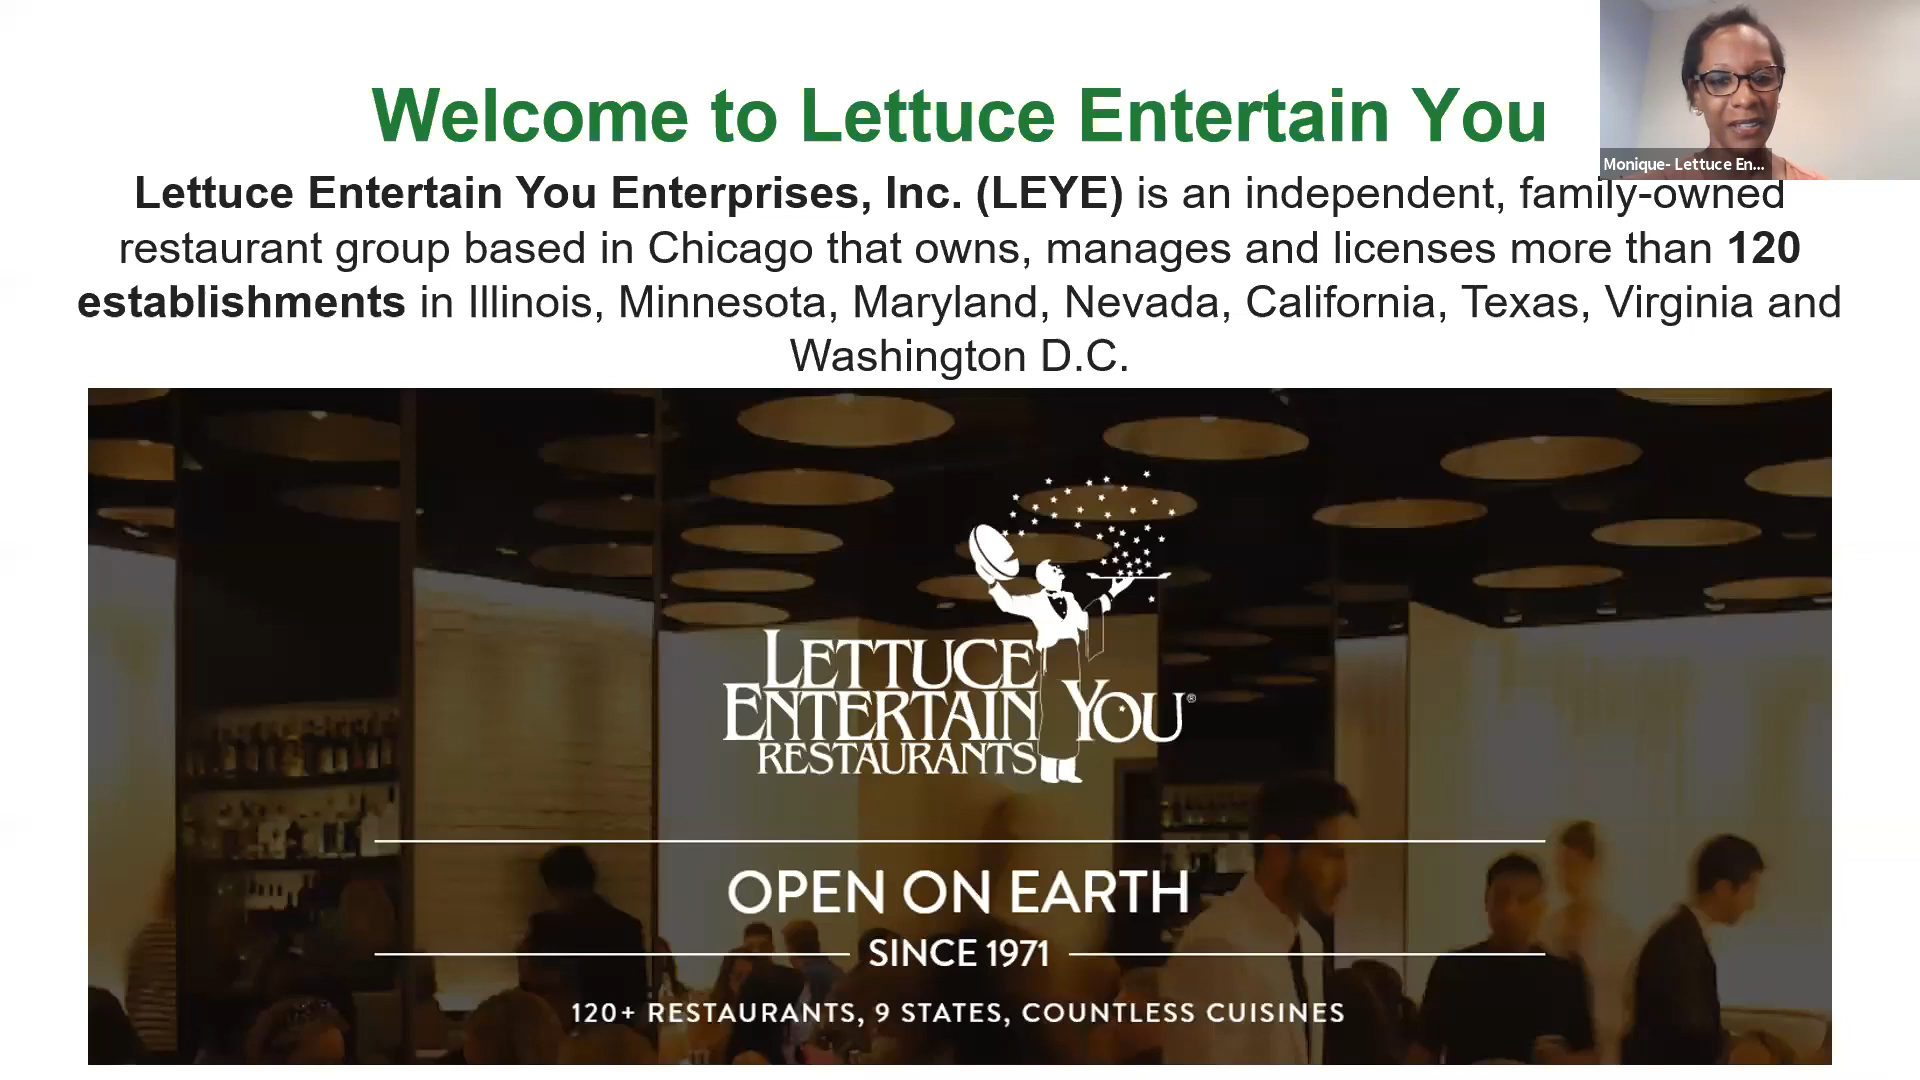 Welcome to Lettuce Entertain You
Monique- Lettuce En...
Lettuce Entertain You Enterprises, Inc. (LEYE) is an independent, family-owned
restaurant group based in Chicago that owns, manages and licenses more than 120
establishments in Illinois, Minnesota, Maryland, Nevada, California, Texas, Virginia and
Washington D.C.
LETTUCE
ENTERTAIN YOU®
RESTAURANTS
OPEN ON EARTH
SINCE 1971
120+ RESTAURANTS, 9 STATES, COUNTLESS CUISINES